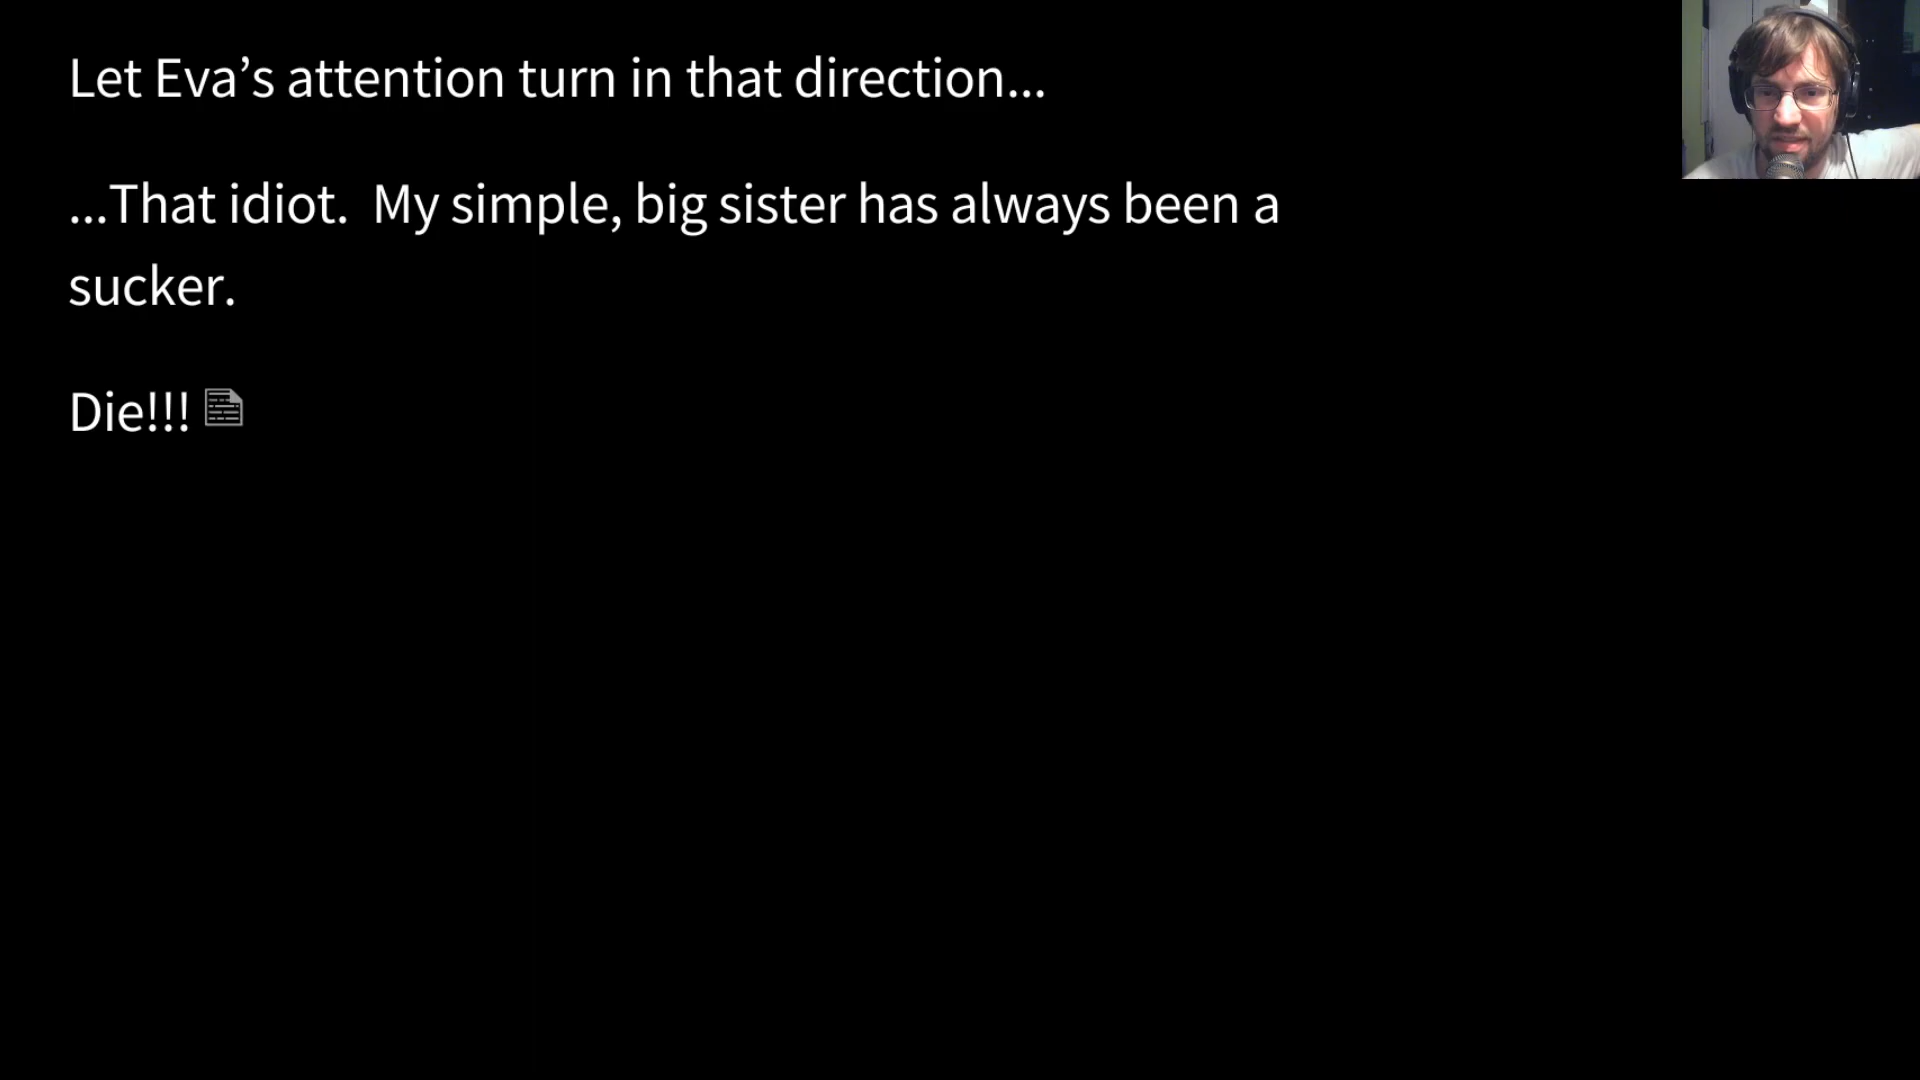 Let Eva’s attention turn in that direction...
...That idiot.  My simple, big sister has always been a
sucker.
Die!!!